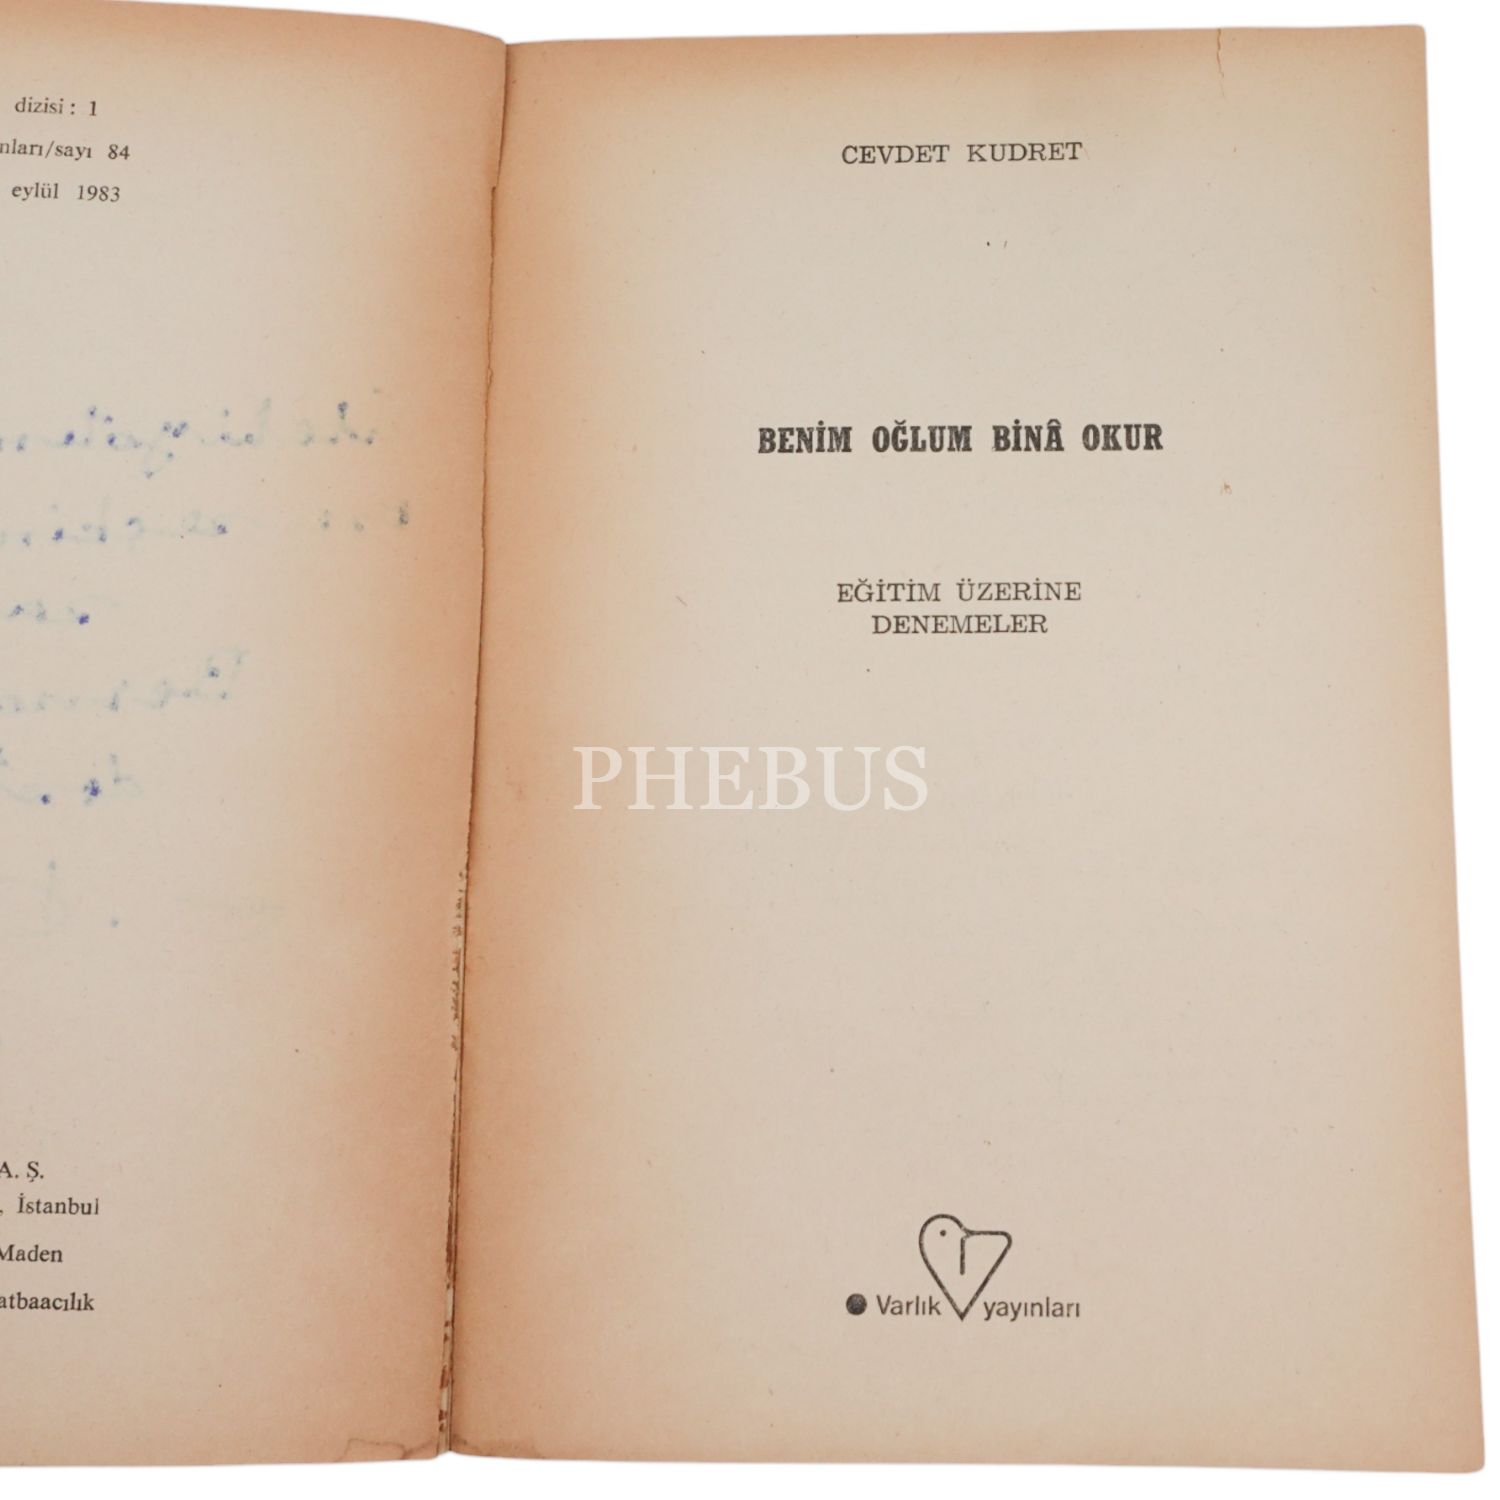 dizisi : 1
nları/sayı 84
eylül 1983
A. Ş.
, İstanbul
Maden
atbaacılık
CEVDET KUDRET
BENİM OĞLUM BİNÂ OKUR
EĞİTİM ÜZERİNE
DENEMELER
PHEBUS
Varlık yayınları